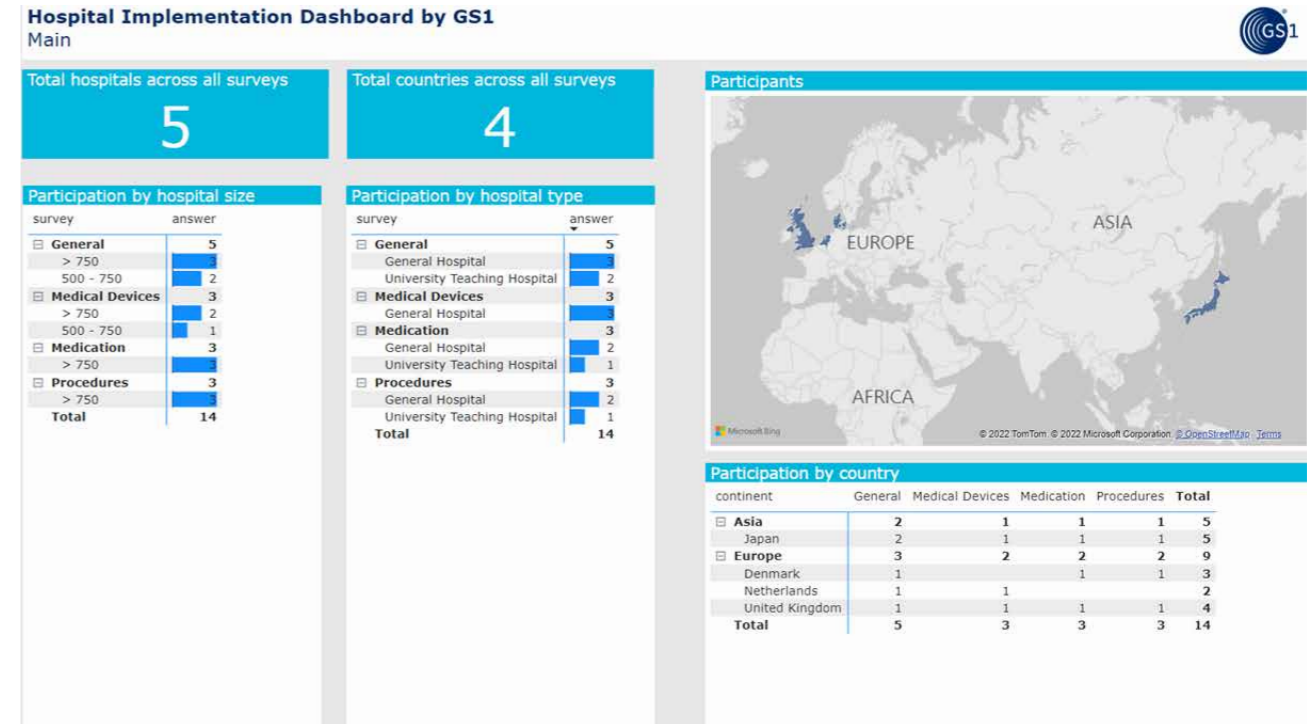 Hospital Implementation Dashboard by GS1
Main
GS1
Total hospitals across all surveys
5
Total countries across all surveys
4
Participation by hospital size
survey answer
General 5
> 750 3
500 - 750 2
Medical Devices 3
> 750 2
500 - 750 1
Medication 3
> 750 3
Procedures 3
> 750 3
Total 14
Participation by hospital type
survey answer
General 5
General Hospital 3
University Teaching Hospital 2
Medical Devices 3
General Hospital 3
Medication 3
General Hospital 2
University Teaching Hospital 1
Procedures 3
General Hospital 2
University Teaching Hospital 1
Total 14
Participants
EUROPE
ASIA
AFRICA
Microsoft Bing
© 2022 TomTom © 2022 Microsoft Corporation © OpenStreetMap Terms
Participation by country
continent General Medical Devices Medication Procedures Total
Asia 2 1 1 1 5
Japan 2 1 1 1 5
Europe 3 2 2 2 9
Denmark 1 1 1 3
Netherlands 1 1 2
United Kingdom 1 1 1 1 4
Total 5 3 3 3 14